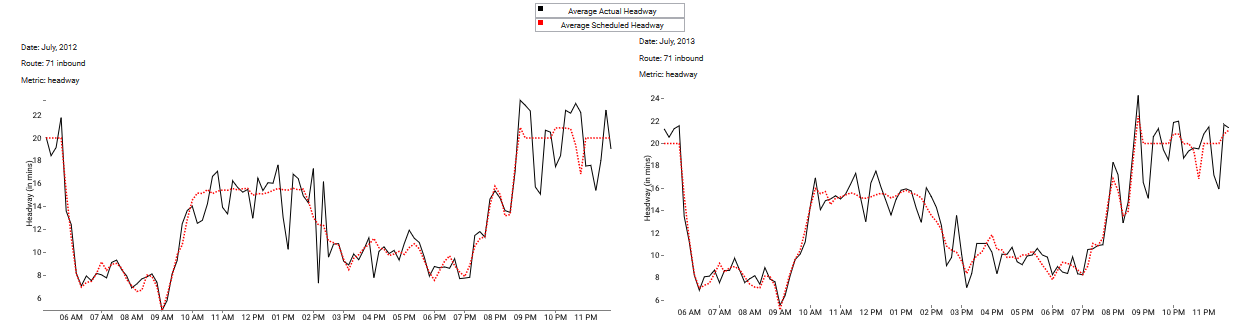 Average Actual Headway
Average Scheduled Headway
Date: July, 2012
Route: 71 inbound
Metric: headway
22
20
18
16
14
12
10
8
6
Headway (in mins)
06 AM 07 AM 08 AM 09 AM 10 AM 11 AM 12 PM 01 PM 02 PM 03 PM 04 PM 05 PM 06 PM 07 PM 08 PM 09 PM 10 PM 11 PM
Date: July, 2013
Route: 71 inbound
Metric: headway
24
22
20
18
16
14
12
10
8
6
Headway (in mins)
06 AM 07 AM 08 AM 09 AM 10 AM 11 AM 12 PM 01 PM 02 PM 03 PM 04 PM 05 PM 06 PM 07 PM 08 PM 09 PM 10 PM 11 PM